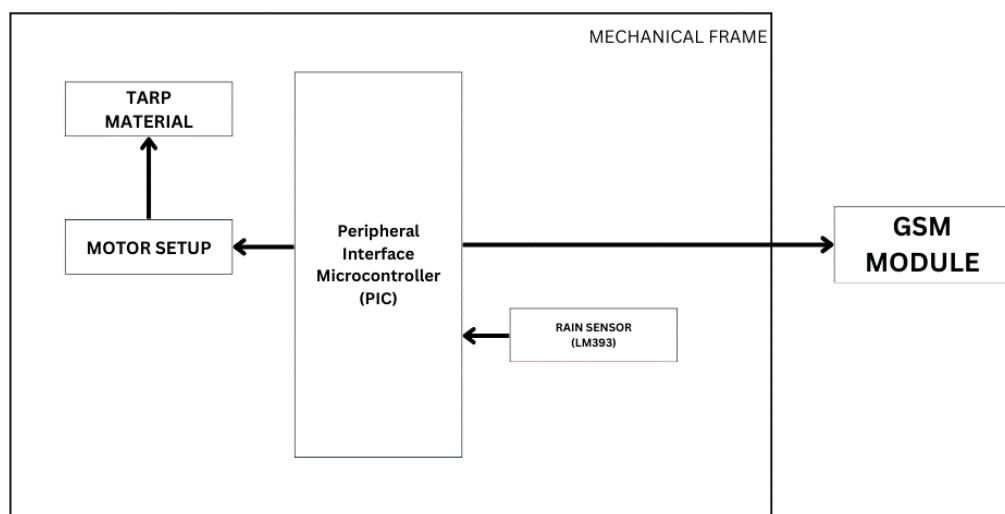 MECHANICAL FRAME
TARP
MATERIAL
MOTOR SETUP
Peripheral
Interface
Microcontroller
(PIC)
GSM
MODULE
RAIN SENSOR
(LM393)